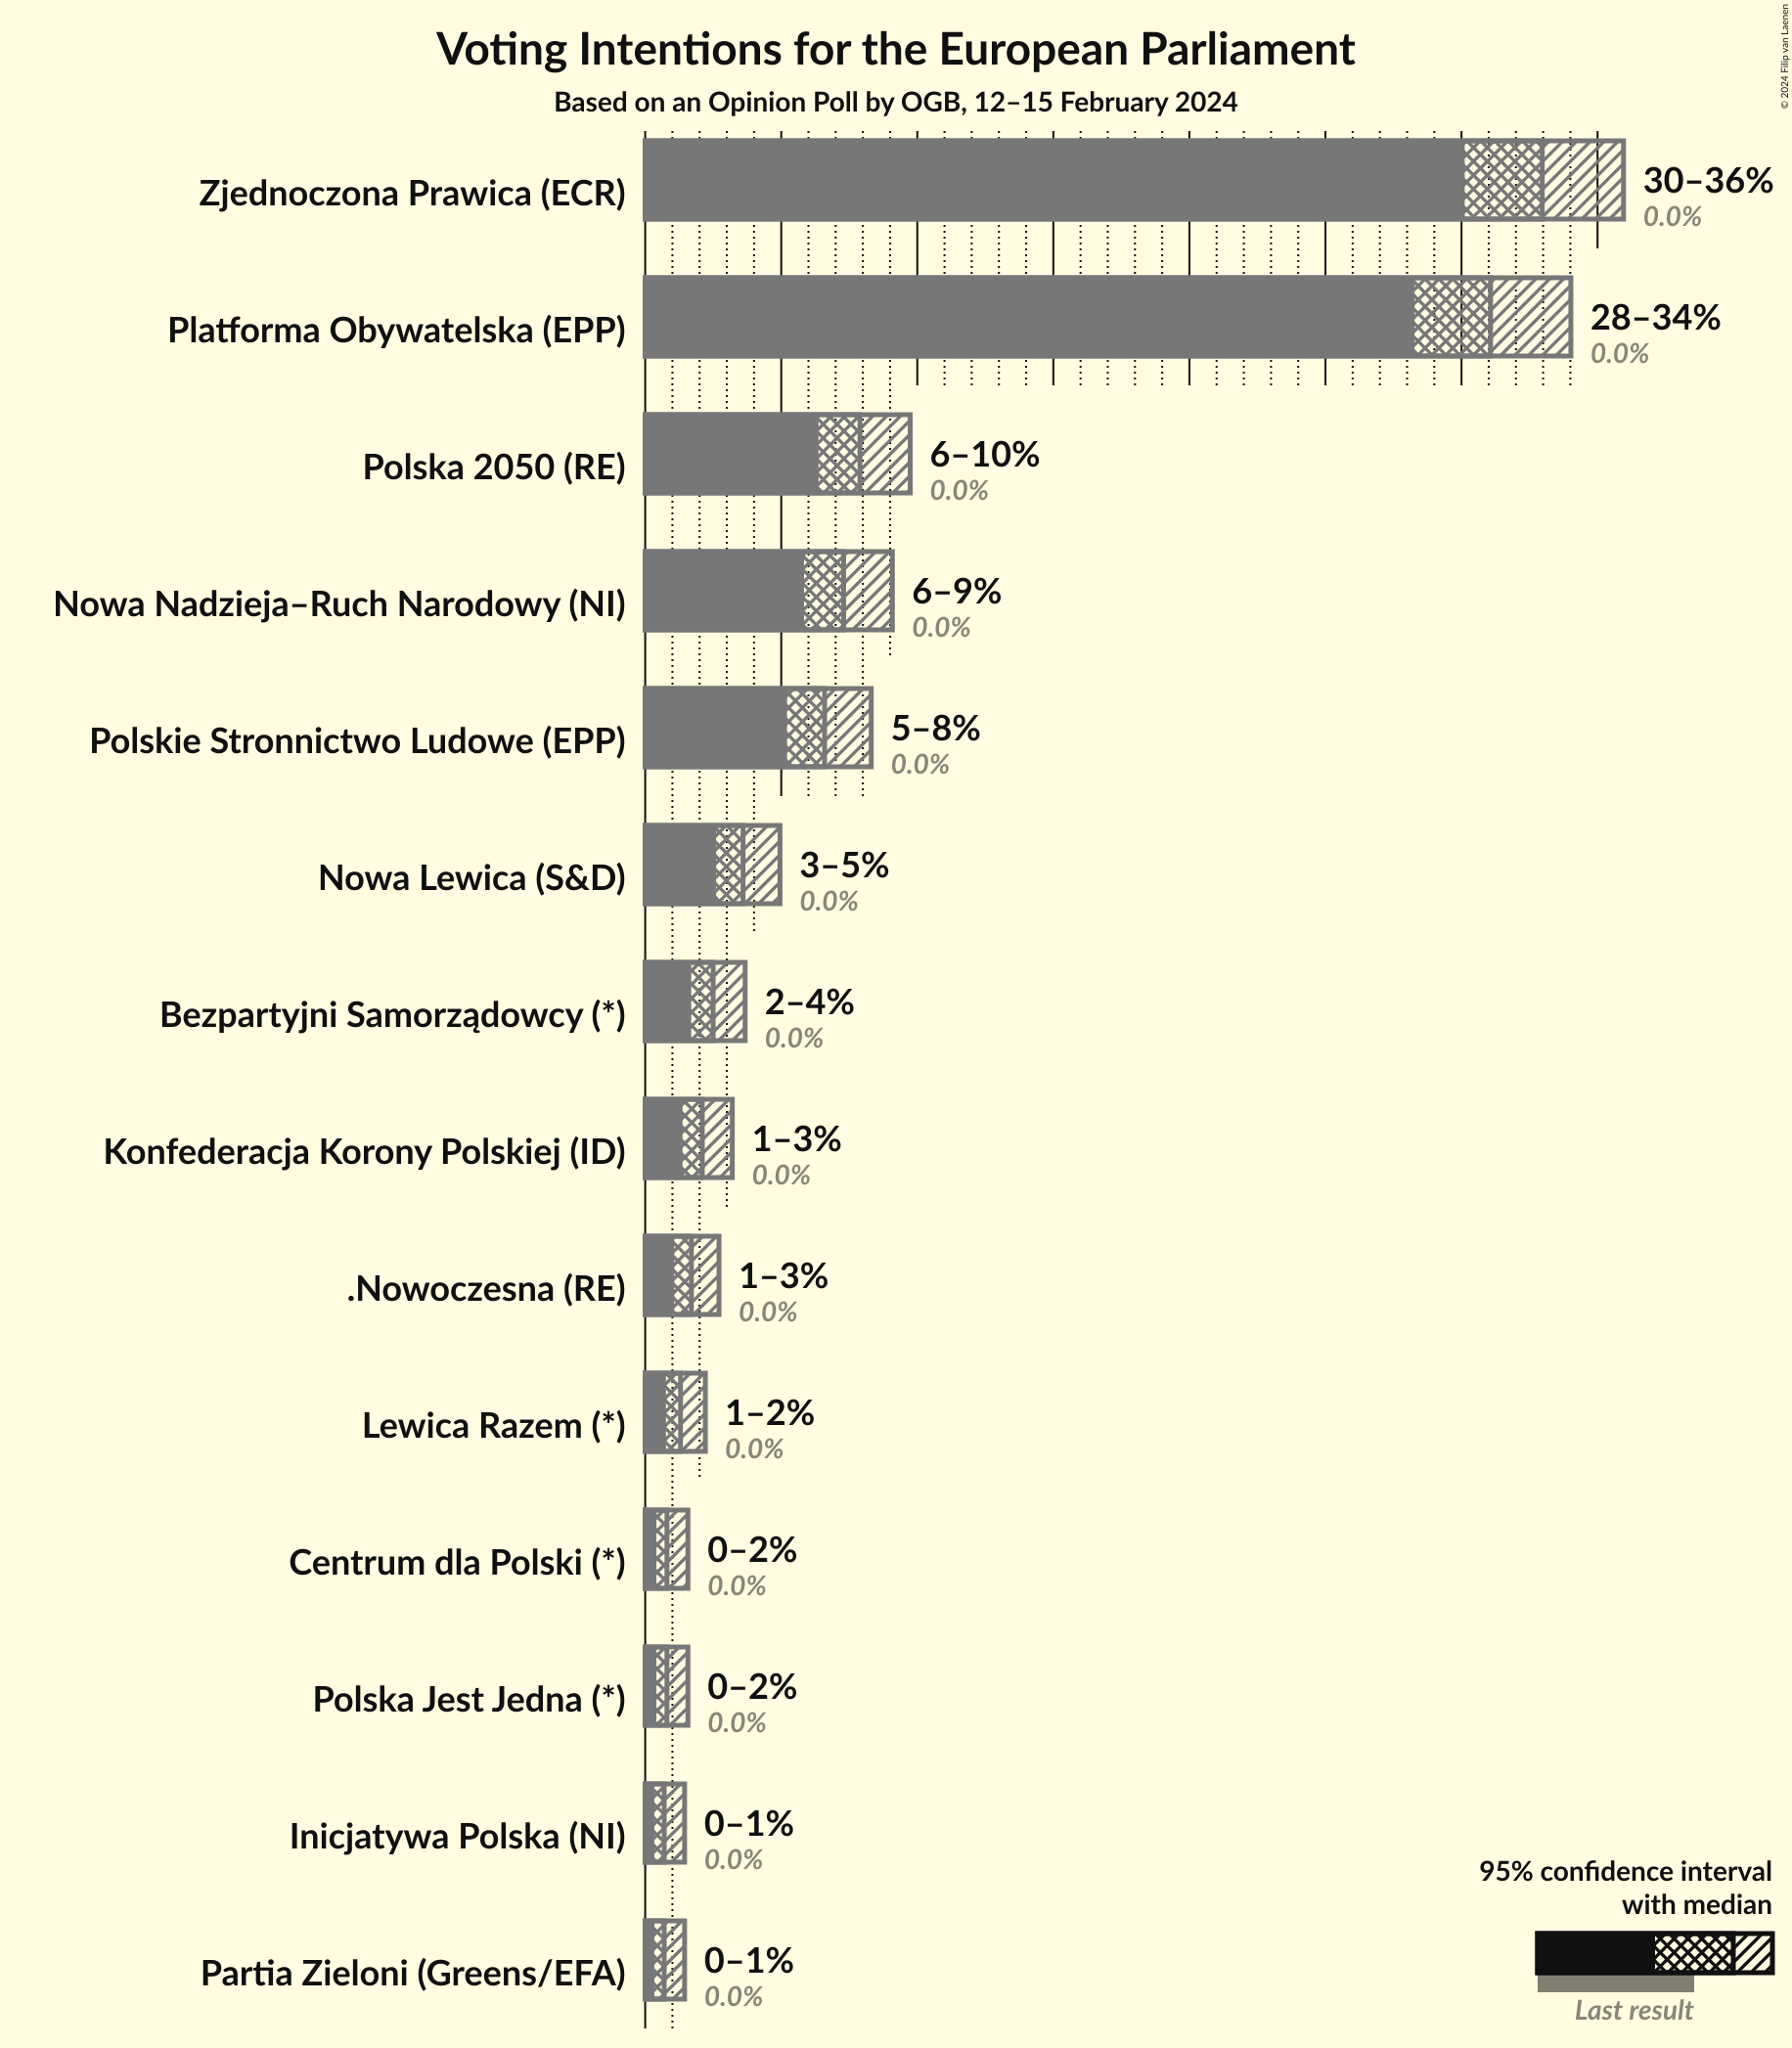 Voting Intentions for the European Parliament
Based on an Opinion Poll by OGB, 12–15 February 2024
© 2024 Filip van Laenen
Zjednoczona Prawica (ECR)
30–36%
0.0%
Platforma Obywatelska (EPP)
28–34%
0.0%
Polska 2050 (RE)
6–10%
0.0%
Nowa Nadzieja–Ruch Narodowy (NI)
6–9%
0.0%
Polskie Stronnictwo Ludowe (EPP)
5–8%
0.0%
Nowa Lewica (S&D)
3–5%
0.0%
Bezpartyjni Samorządowcy (*)
2–4%
0.0%
Konfederacja Korony Polskiej (ID)
1–3%
0.0%
.Nowoczesna (RE)
1–3%
0.0%
Lewica Razem (*)
1–2%
0.0%
Centrum dla Polski (*)
0–2%
0.0%
Polska Jest Jedna (*)
0–2%
0.0%
Inicjatywa Polska (NI)
0–1%
0.0%
Partia Zieloni (Greens/EFA)
0–1%
0.0%
95% confidence interval
with median
Last result